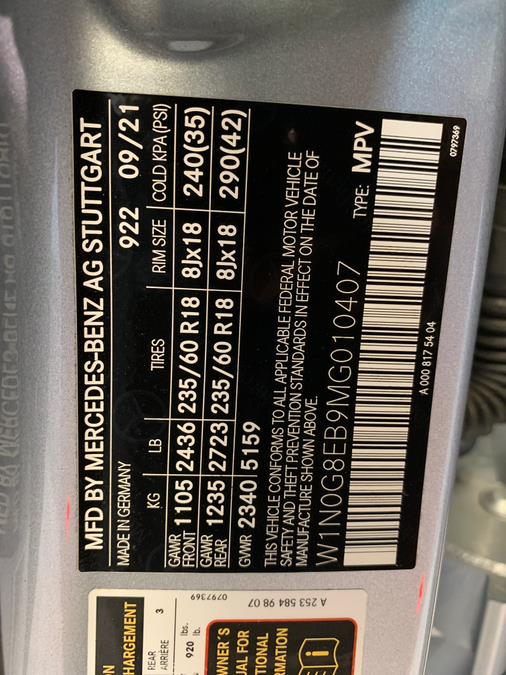 MFD BY MERCEDES-BENZ AG STUTTGART
MADE IN GERMANY 922 09/21
KG LB TIRES RIM SIZE COLD KPA (PSI)
GAWR FRONT 1105 2436 235/60 R18 8Jx18 240(35)
GAWR REAR 1235 2723 235/60 R18 8Jx18 290(42)
GVWR 2340 5159
THIS VEHICLE CONFORMS TO ALL APPLICABLE FEDERAL MOTOR VEHICLE
SAFETY AND THEFT PREVENTION STANDARDS IN EFFECT ON THE DATE OF
MANUFACTURE SHOWN ABOVE.
W1N0G8EB9MG010407 TYPE: MPV
A 000 817 54 04
0797369
CHARGEMENT
REAR
ARRIÈRE 3
920 lbs.
lb.
0797369
A 253 584 98 07